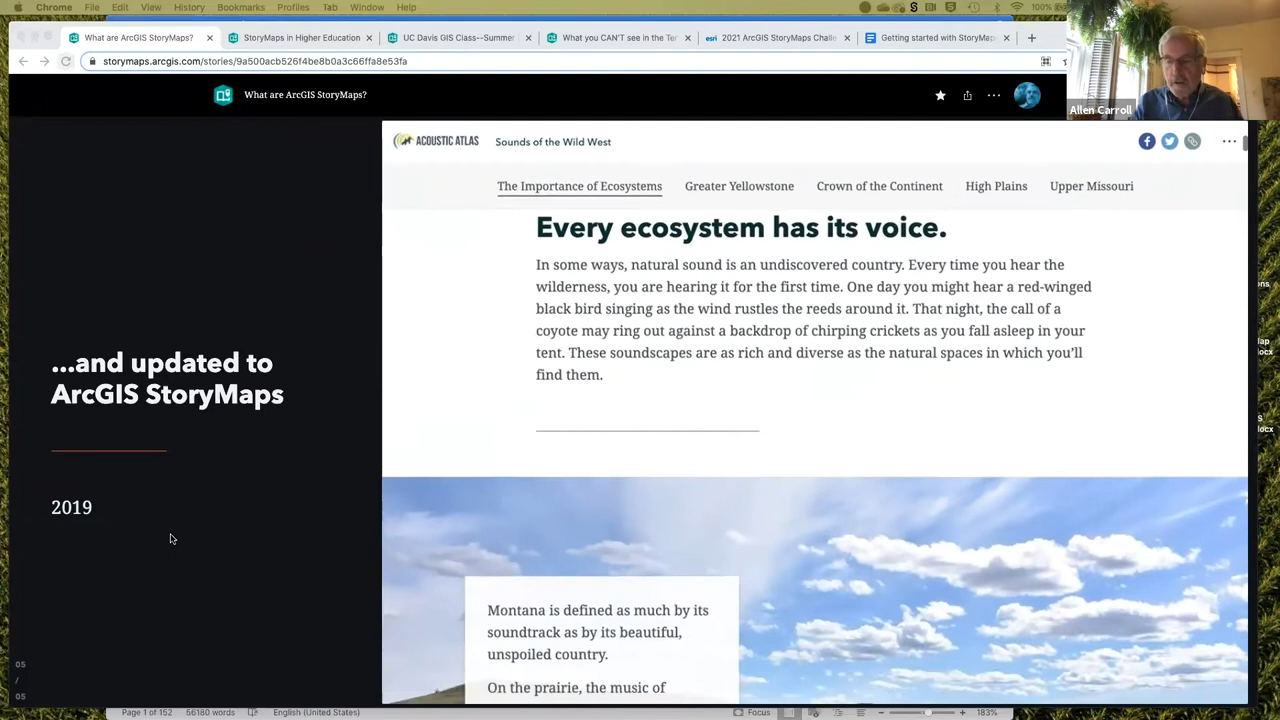 Chrome File Edit View History Bookmarks Profiles Tab Window Help 100%
What are ArcGIS StoryMaps? StoryMaps in Higher Education UC Davis GIS Class--Summer What you CAN'T see in the Ter esri 2021 ArcGIS StoryMaps Challe Getting started with StoryMap
What are ArcGIS StoryMaps?
Allen Carroll
ACOUSTIC ATLAS Sounds of the Wild West
The Importance of Ecosystems Greater Yellowstone Crown of the Continent High Plains Upper Missouri
Every ecosystem has its voice.
In some ways, natural sound is an undiscovered country. Every time you hear the
wilderness, you are hearing it for the first time. One day you might hear a red-winged
black bird singing as the wind rustles the reeds around it. That night, the call of a
coyote may ring out against a backdrop of chirping crickets as you fall asleep in your
tent. These soundscapes are as rich and diverse as the natural spaces in which you'll
find them.
...and updated to
ArcGIS StoryMaps
2019
Montana is defined as much by its
soundtrack as by its beautiful,
unspoiled country.
On the prairie, the music of
05
/
05
Page 1 of 152 56180 words English (United States) Focus 183%